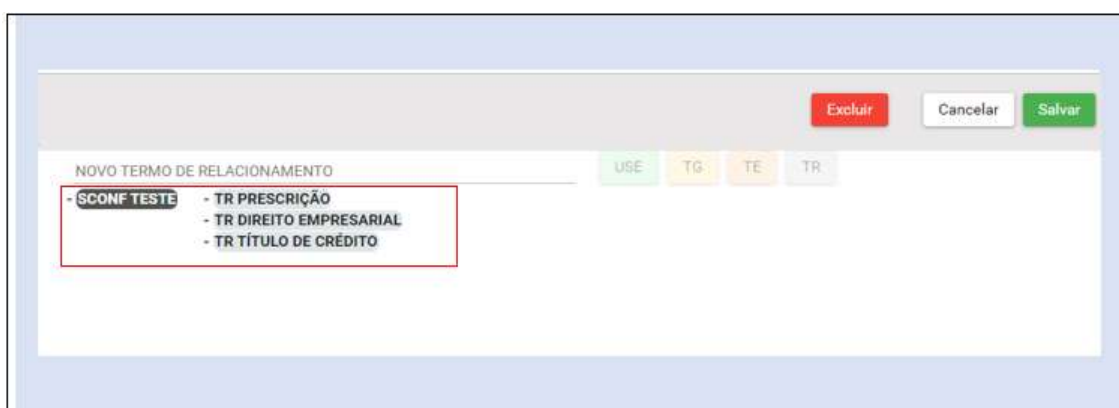 Excluir Cancelar Salvar
NOVO TERMO DE RELACIONAMENTO USE TG TE TR
- SCONF TESTE - TR PRESCRIÇÃO
- TR DIREITO EMPRESARIAL
- TR TÍTULO DE CRÉDITO